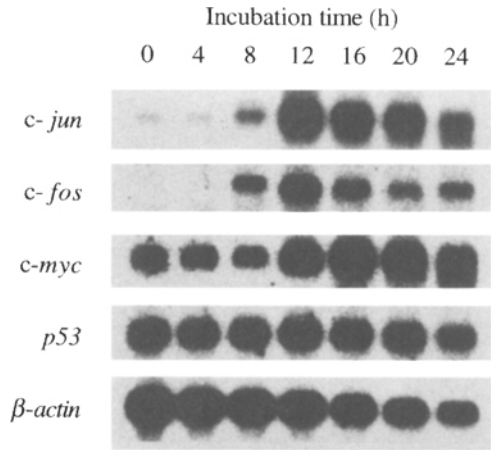 Incubation time (h)
0 4 8 12 16 20 24
c- jun
c- fos
c-myc
p53
β-actin